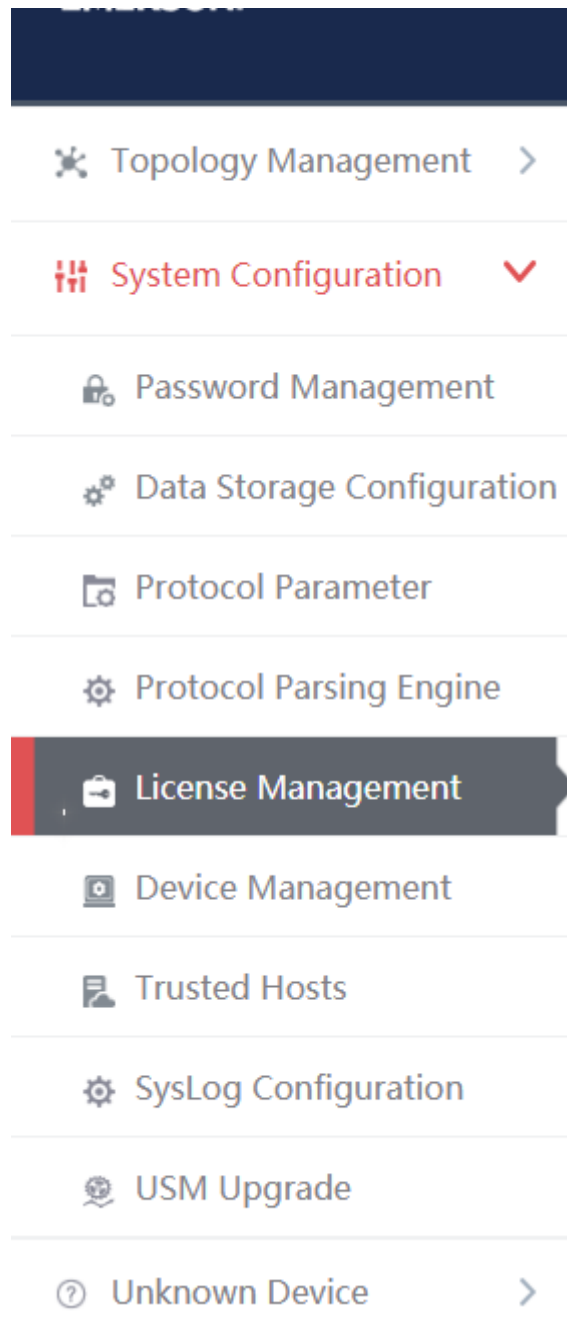 Topology Management
System Configuration
Password Management
Data Storage Configuration
Protocol Parameter
Protocol Parsing Engine
License Management
Device Management
Trusted Hosts
SysLog Configuration
USM Upgrade
Unknown Device